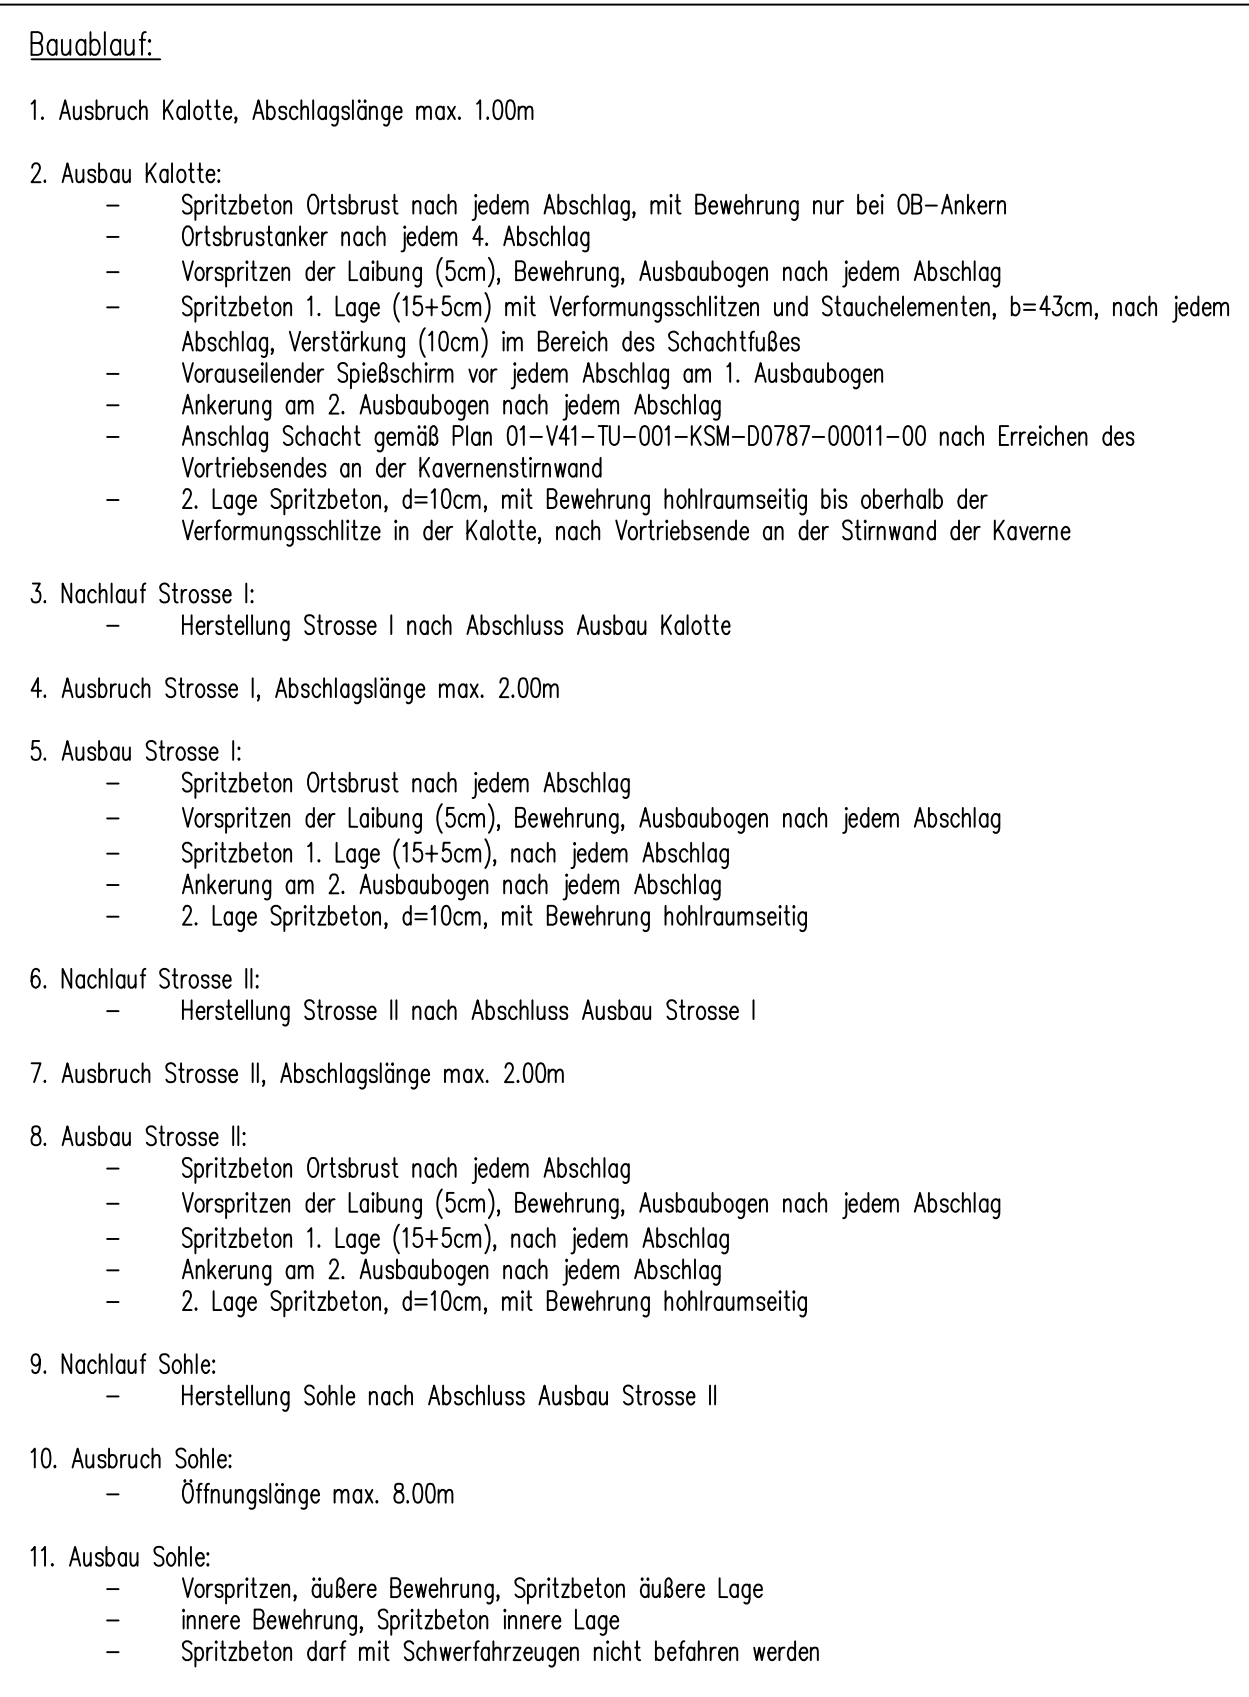 Bauablauf:
1. Ausbruch Kalotte, Abschlagslänge max. 1.00m
2. Ausbau Kalotte:
– Spritzbeton Ortsbrust nach jedem Abschlag, mit Bewehrung nur bei OB–Ankern
– Ortsbrustanker nach jedem 4. Abschlag
– Vorspritzen der Laibung (5cm), Bewehrung, Ausbaubogen nach jedem Abschlag
– Spritzbeton 1. Lage (15+5cm) mit Verformungsschlitzen und Stauchelementen, b=43cm, nach jedem
Abschlag, Verstärkung (10cm) im Bereich des Schachtfußes
– Vorauseilender Spießschirm vor jedem Abschlag am 1. Ausbaubogen
– Ankerung am 2. Ausbaubogen nach jedem Abschlag
– Anschlag Schacht gemäß Plan 01–V41–TU–001–KSM–D0787–00011–00 nach Erreichen des
Vortriebsendes an der Kavernenstirnwand
– 2. Lage Spritzbeton, d=10cm, mit Bewehrung hohlraumseitig bis oberhalb der
Verformungsschlitze in der Kalotte, nach Vortriebsende an der Stirnwand der Kaverne
3. Nachlauf Strosse I:
– Herstellung Strosse I nach Abschluss Ausbau Kalotte
4. Ausbruch Strosse I, Abschlagslänge max. 2.00m
5. Ausbau Strosse I:
– Spritzbeton Ortsbrust nach jedem Abschlag
– Vorspritzen der Laibung (5cm), Bewehrung, Ausbaubogen nach jedem Abschlag
– Spritzbeton 1. Lage (15+5cm), nach jedem Abschlag
– Ankerung am 2. Ausbaubogen nach jedem Abschlag
– 2. Lage Spritzbeton, d=10cm, mit Bewehrung hohlraumseitig
6. Nachlauf Strosse II:
– Herstellung Strosse II nach Abschluss Ausbau Strosse I
7. Ausbruch Strosse II, Abschlagslänge max. 2.00m
8. Ausbau Strosse II:
– Spritzbeton Ortsbrust nach jedem Abschlag
– Vorspritzen der Laibung (5cm), Bewehrung, Ausbaubogen nach jedem Abschlag
– Spritzbeton 1. Lage (15+5cm), nach jedem Abschlag
– Ankerung am 2. Ausbaubogen nach jedem Abschlag
– 2. Lage Spritzbeton, d=10cm, mit Bewehrung hohlraumseitig
9. Nachlauf Sohle:
– Herstellung Sohle nach Abschluss Ausbau Strosse II
10. Ausbruch Sohle:
– Öffnungslänge max. 8.00m
11. Ausbau Sohle:
– Vorspritzen, äußere Bewehrung, Spritzbeton äußere Lage
– innere Bewehrung, Spritzbeton innere Lage
– Spritzbeton darf mit Schwerfahrzeugen nicht befahren werden